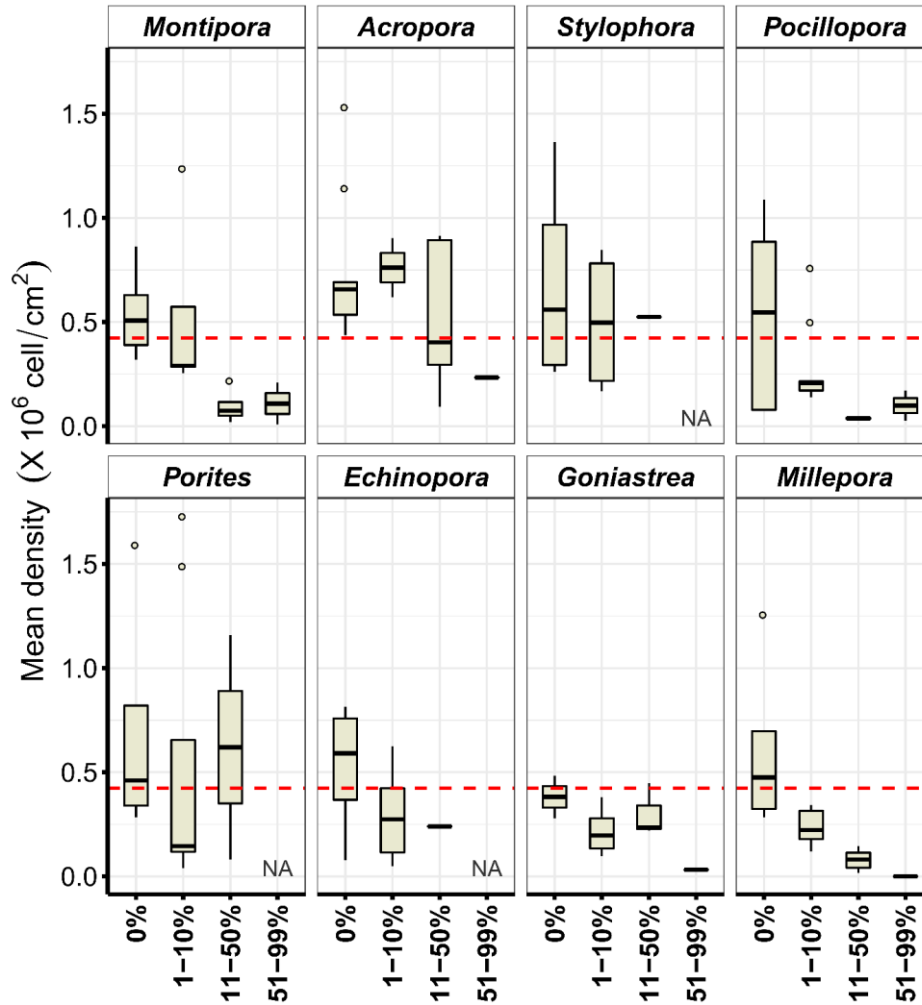 Montipora Acropora Stylophora Pocillopora
1.5
1.0
0.5
0.0
NA
Porites Echinopora Goniastrea Millepora
1.5
1.0
0.5
0.0
NA NA
Mean density (X 10⁶ cell/cm²)
0% 1−10% 11−50% 51−99% 0% 1−10% 11−50% 51−99% 0% 1−10% 11−50% 51−99% 0% 1−10% 11−50% 51−99%